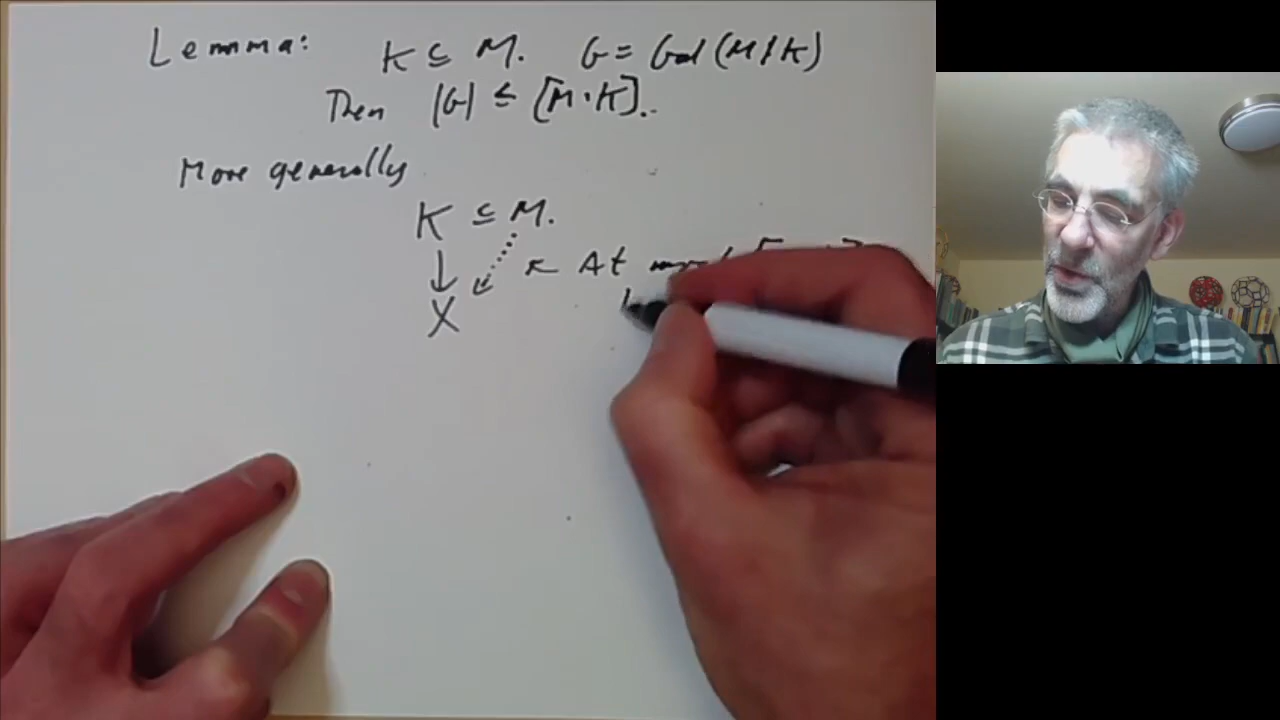 Lemma: K ⊆ M. G = Gal (M/K)
Then |G| ≤ [M:K].
More generally
K ⊆ M.
↓ ↙ ← At
X